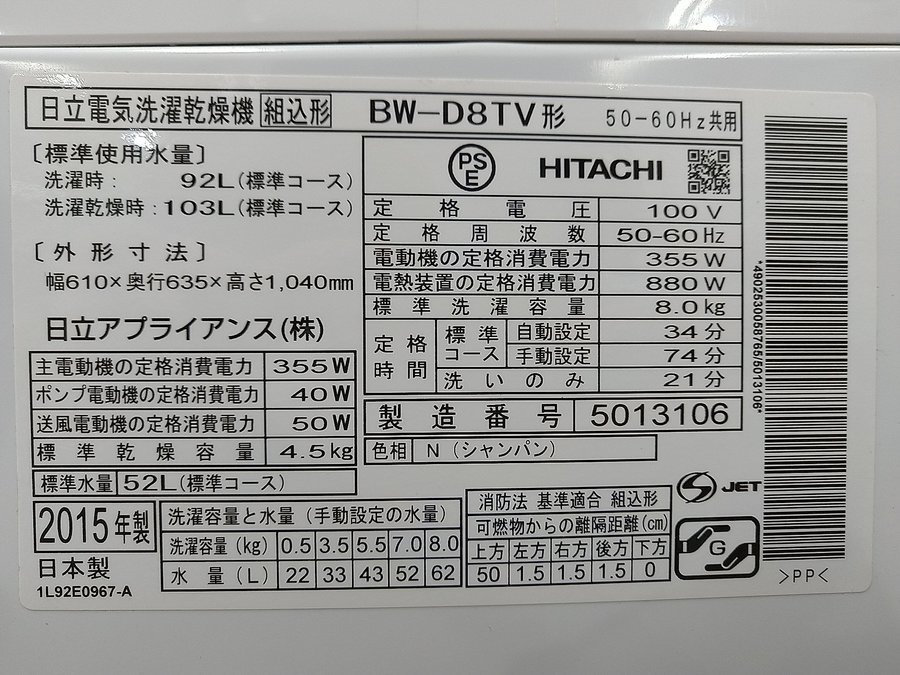 日立電気洗濯乾燥機 組込形 BW-D8TV形 50-60Hz共用
〔標準使用水量〕
洗濯時: 92L(標準コース)
洗濯乾燥時:103L(標準コース)
〔外形寸法〕
幅610×奥行635×高さ1,040mm
日立アプライアンス(株)
主電動機の定格消費電力 355W
ポンプ電動機の定格消費電力 40W
送風電動機の定格消費電力 50W
標準乾燥容量 4.5kg
標準水量 52L(標準コース)
PSE HITACHI
定格電圧 100V
定格周波数 50-60Hz
電動機の定格消費電力 355W
電熱装置の定格消費電力 880W
標準洗濯容量 8.0kg
定格時間 標準コース 自動設定 34分
手動設定 74分
洗いのみ 21分
製造番号 5013106
色相 N(シャンパン)
2015年製
日本製
1L92E0967-A
洗濯容量と水量(手動設定の水量)
洗濯容量(kg) 0.5 3.5 5.5 7.0 8.0
水量(L) 22 33 43 52 62
消防法 基準適合 組込形
可燃物からの離隔距離(cm)
上方 左方 右方 後方 下方
50 1.5 1.5 1.5 0
S JET
G
*4902530058765/5013106*
>PP<